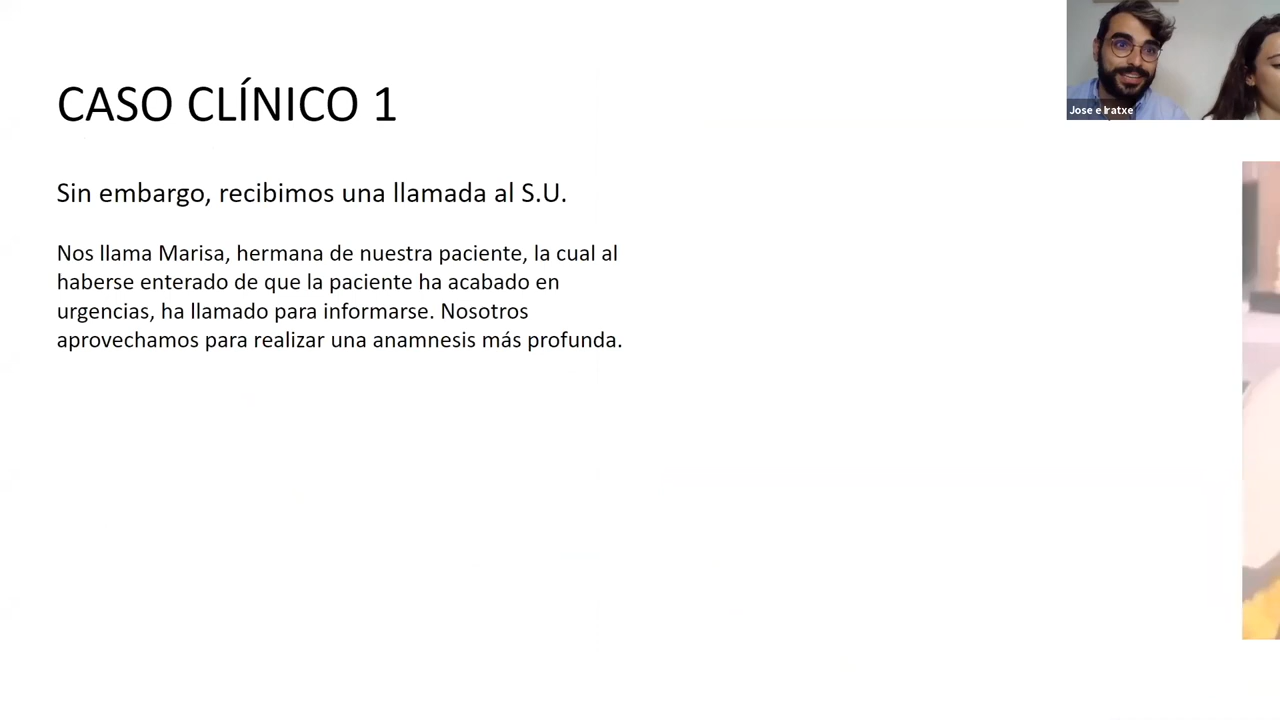 CASO CLÍNICO 1
Jose e Iratxe
Sin embargo, recibimos una llamada al S.U.
Nos llama Marisa, hermana de nuestra paciente, la cual al
haberse enterado de que la paciente ha acabado en
urgencias, ha llamado para informarse. Nosotros
aprovechamos para realizar una anamnesis más profunda.